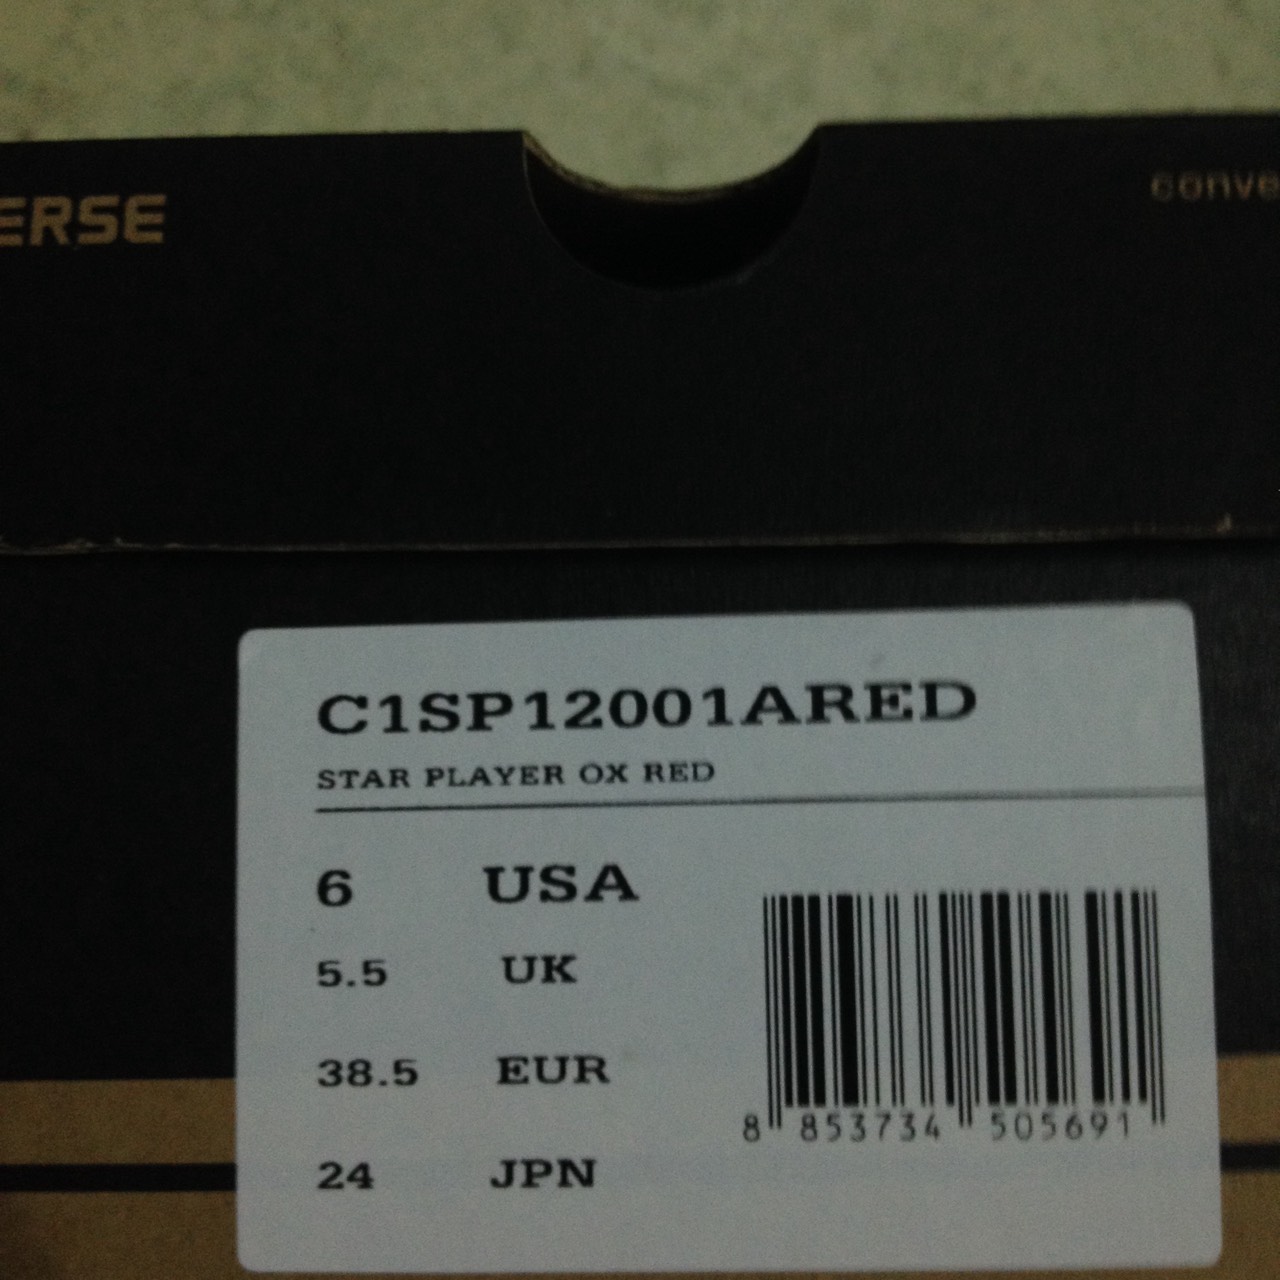 ERSE
conve
C1SP12001ARED
STAR PLAYER OX RED
6 USA
5.5 UK
38.5 EUR
24 JPN
8 853734 505691